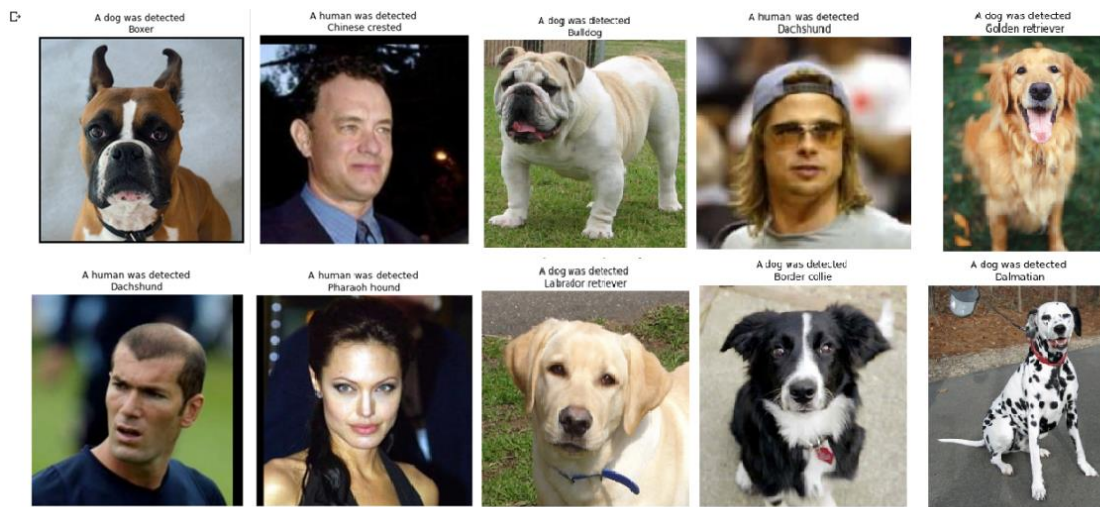 A dog was detected
Boxer
A human was detected
Chinese crested
A dog was detected
Bulldog
A human was detected
Dachshund
A dog was detected
Golden retriever
A human was detected
Dachshund
A human was detected
Pharaoh hound
A dog was detected
Labrador retriever
A dog was detected
Border collie
A dog was detected
Dalmatian